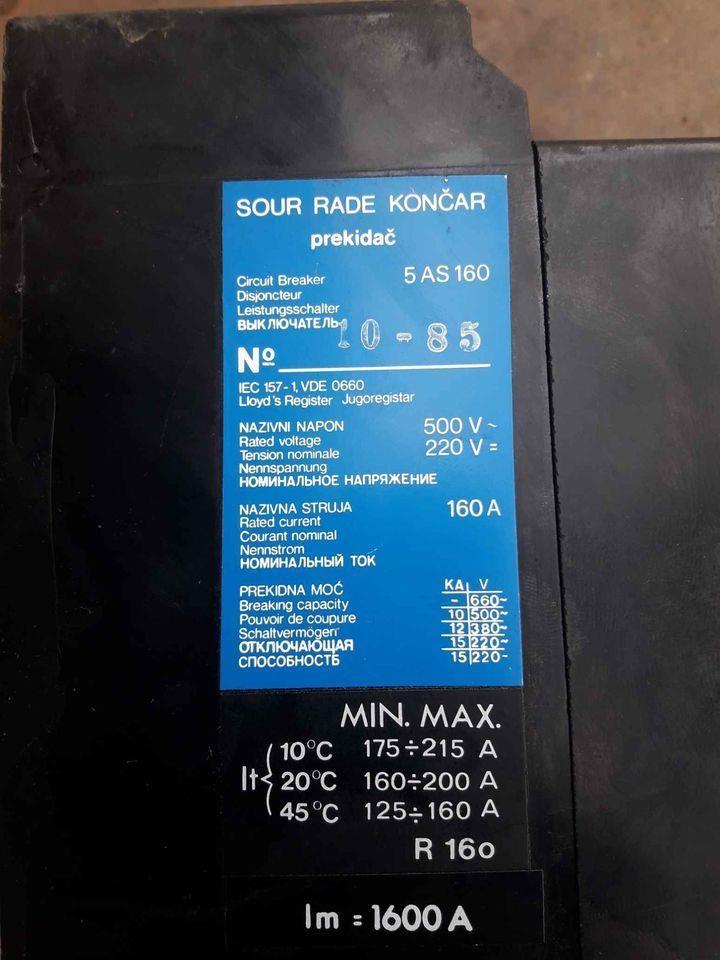 SOUR RADE KONČAR
prekidač
Circuit Breaker 5 AS 160
Disjoncteur
Leistungsschalter
ВЫКЛЮЧАТЕЛЬ
10-85
Nº
IEC 157-1, VDE 0660
Lloyd's Register Jugoregistar
NAZIVNI NAPON 500 V ~
Rated voltage 220 V =
Tension nominale
Nennspannung
НОМИНАЛЬНОЕ НАПРЯЖЕНИЕ
NAZIVNA STRUJA 160 A
Rated current
Courant nominal
Nennstrom
НОМИНАЛЬНЫЙ ТОК
PREKIDNA MOĆ KA V
Breaking capacity - 660~
Pouvoir de coupure 10 500~
Schaltvermögen 12 380~
ОТКЛЮЧАЮЩАЯ 15 220~
СПОСОБНОСТЬ 15 220-
MIN. MAX.
10°C 175÷215 A
It { 20°C 160÷200 A
45°C 125÷160 A
R 16o
Im = 1600 A